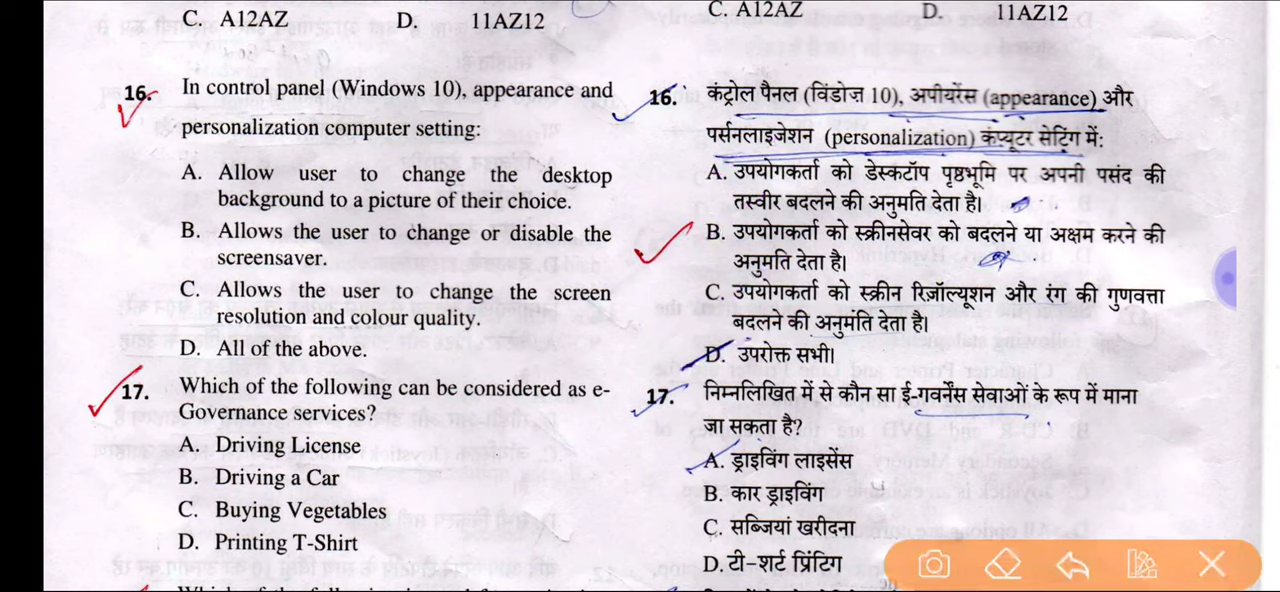 C. A12AZ D. 11AZ12
16. In control panel (Windows 10), appearance and
personalization computer setting:
A. Allow user to change the desktop
background to a picture of their choice.
B. Allows the user to change or disable the
screensaver.
C. Allows the user to change the screen
resolution and colour quality.
D. All of the above.
17. Which of the following can be considered as e-
Governance services?
A. Driving License
B. Driving a Car
C. Buying Vegetables
D. Printing T-Shirt
C. A12AZ D. 11AZ12
16. कंट्रोल पैनल (विंडोज 10), अपीयरेंस (appearance) और
पर्सनलाइजेशन (personalization) कंप्यूटर सेटिंग में:
A. उपयोगकर्ता को डेस्कटॉप पृष्ठभूमि पर अपनी पसंद की
तस्वीर बदलने की अनुमति देता है।
B. उपयोगकर्ता को स्क्रीनसेवर को बदलने या अक्षम करने की
अनुमति देता है।
C. उपयोगकर्ता को स्क्रीन रिज़ॉल्यूशन और रंग की गुणवत्ता
बदलने की अनुमति देता है।
D. उपरोक्त सभी।
17. निम्नलिखित में से कौन सा ई-गवर्नेंस सेवाओं के रूप में माना
जा सकता है?
A. ड्राइविंग लाइसेंस
B. कार ड्राइविंग
C. सब्जियां खरीदना
D. टी-शर्ट प्रिंटिंग